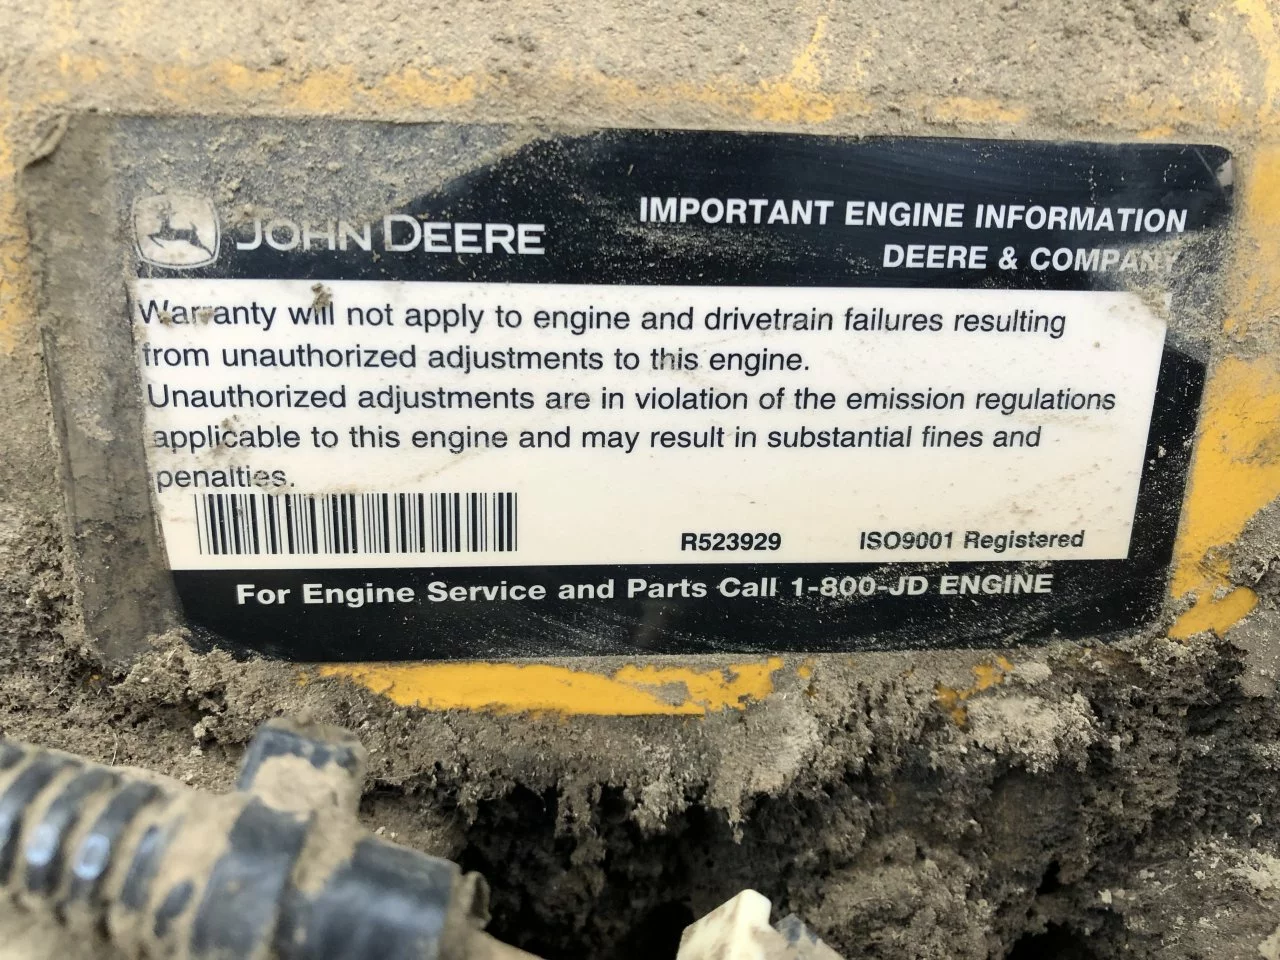 JOHN DEERE
IMPORTANT ENGINE INFORMATION
DEERE & COMPANY
Warranty will not apply to engine and drivetrain failures resulting
from unauthorized adjustments to this engine.
Unauthorized adjustments are in violation of the emission regulations
applicable to this engine and may result in substantial fines and
penalties.
R523929 ISO9001 Registered
For Engine Service and Parts Call 1-800-JD ENGINE